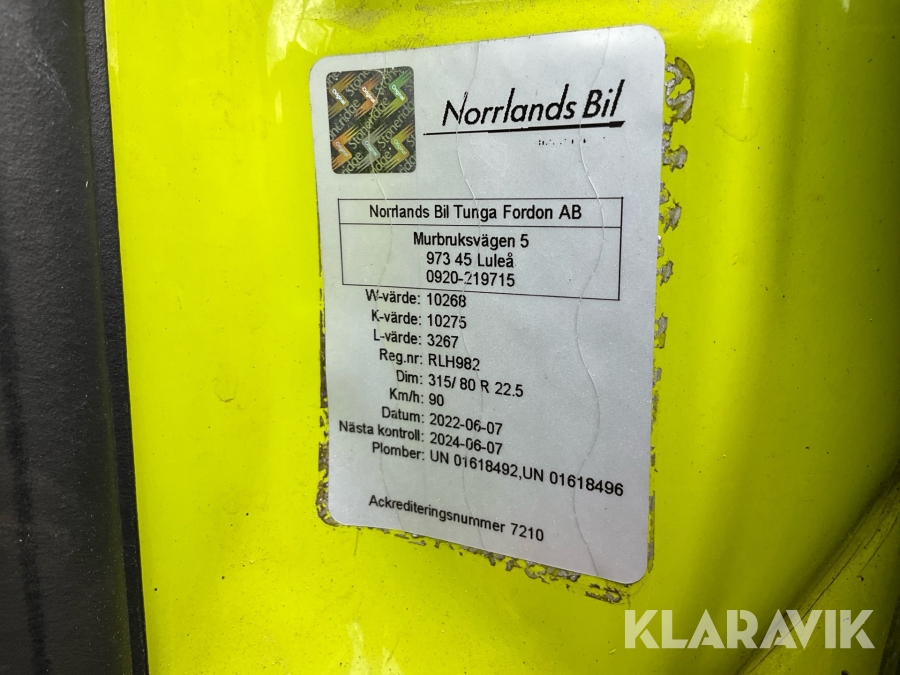 Stoneridge
Norrlands Bil
Norrlands Bil Tunga Fordon AB
Murbruksvägen 5
973 45 Luleå
0920-219715
W-värde: 10268
K-värde: 10275
L-värde: 3267
Reg.nr: RLH982
Dim: 315/ 80 R 22.5
Km/h: 90
Datum: 2022-06-07
Nästa kontroll: 2024-06-07
Plomber: UN 01618492,UN 01618496
Ackrediteringsnummer 7210
KLARAVIK